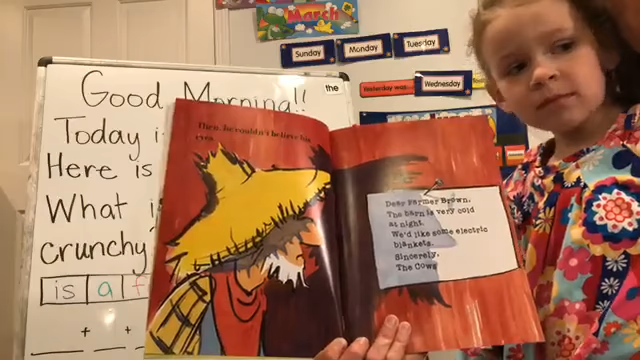 March
Sunday
Monday
Tuesday
Yesterday was...
Wednesday
Good Morning!!
the
Today i
Here is
What i
crunchy
is a f
+ +
Then, he couldn't believe his
eyes.
Dear Farmer Brown,
The barn is very cold
at night.
We'd like some electric
blankets.
Sincerely,
The Cows